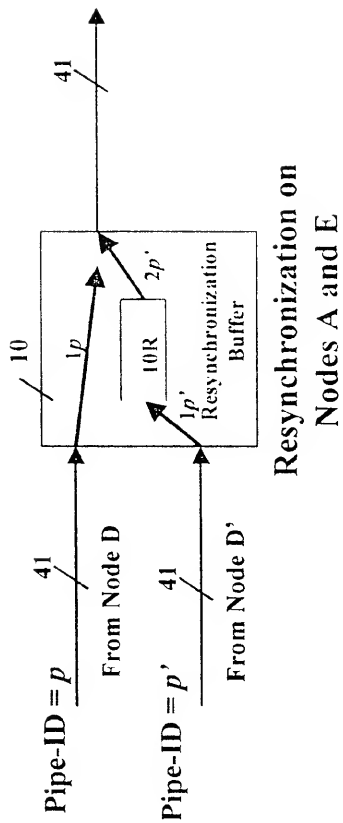 Pipe-ID = p
41
From Node D
Pipe-ID = p'
41
From Node D'
10
1p
1p'
10R
2p'
Resynchronization
Buffer
41
Resynchronization on
Nodes A and E